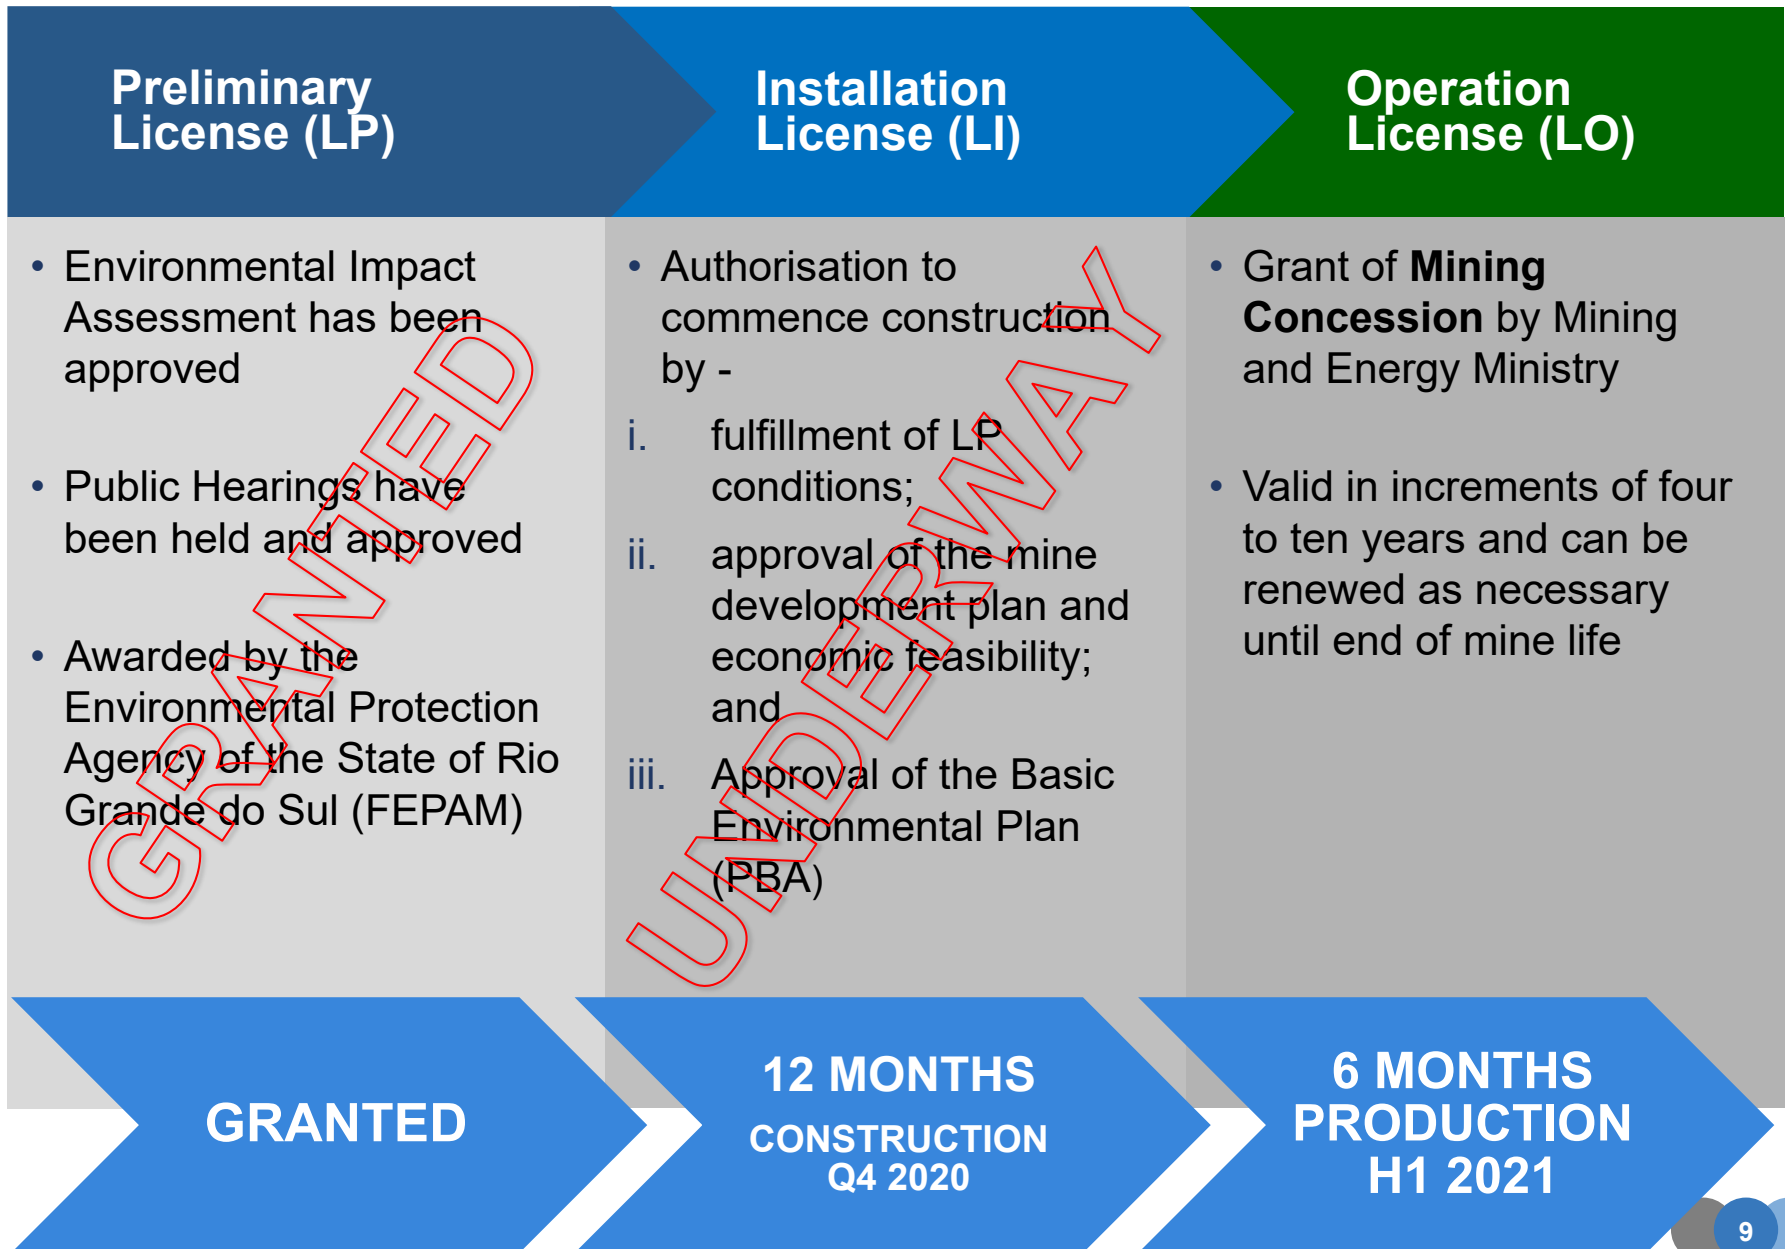 Preliminary
License (LP)
Installation
License (LI)
Operation
License (LO)
• Environmental Impact
Assessment has been
approved
• Public Hearings have
been held and approved
• Awarded by the
Environmental Protection
Agency of the State of Rio
Grande do Sul (FEPAM)
GRANTED
• Authorisation to
commence construction
by -
i. fulfillment of LP
conditions;
ii. approval of the mine
development plan and
economic feasibility;
and
iii. Approval of the Basic
Environmental Plan
(PBA)
UNDERWAY
• Grant of Mining
Concession by Mining
and Energy Ministry
• Valid in increments of four
to ten years and can be
renewed as necessary
until end of mine life
GRANTED
12 MONTHS
CONSTRUCTION
Q4 2020
6 MONTHS
PRODUCTION
H1 2021
9